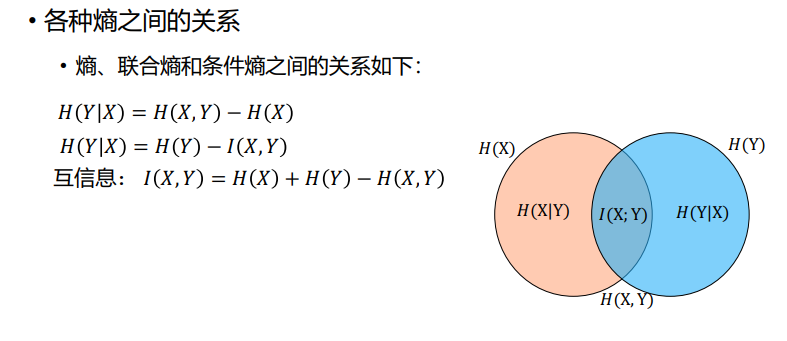 • 各种熵之间的关系
• 熵、联合熵和条件熵之间的关系如下：
H(Y|X) = H(X,Y) − H(X)
H(Y|X) = H(Y) − I(X,Y)
互信息： I(X,Y) = H(X) + H(Y) − H(X,Y)
H(X)
H(Y)
H(X|Y)
I(X; Y)
H(Y|X)
H(X, Y)